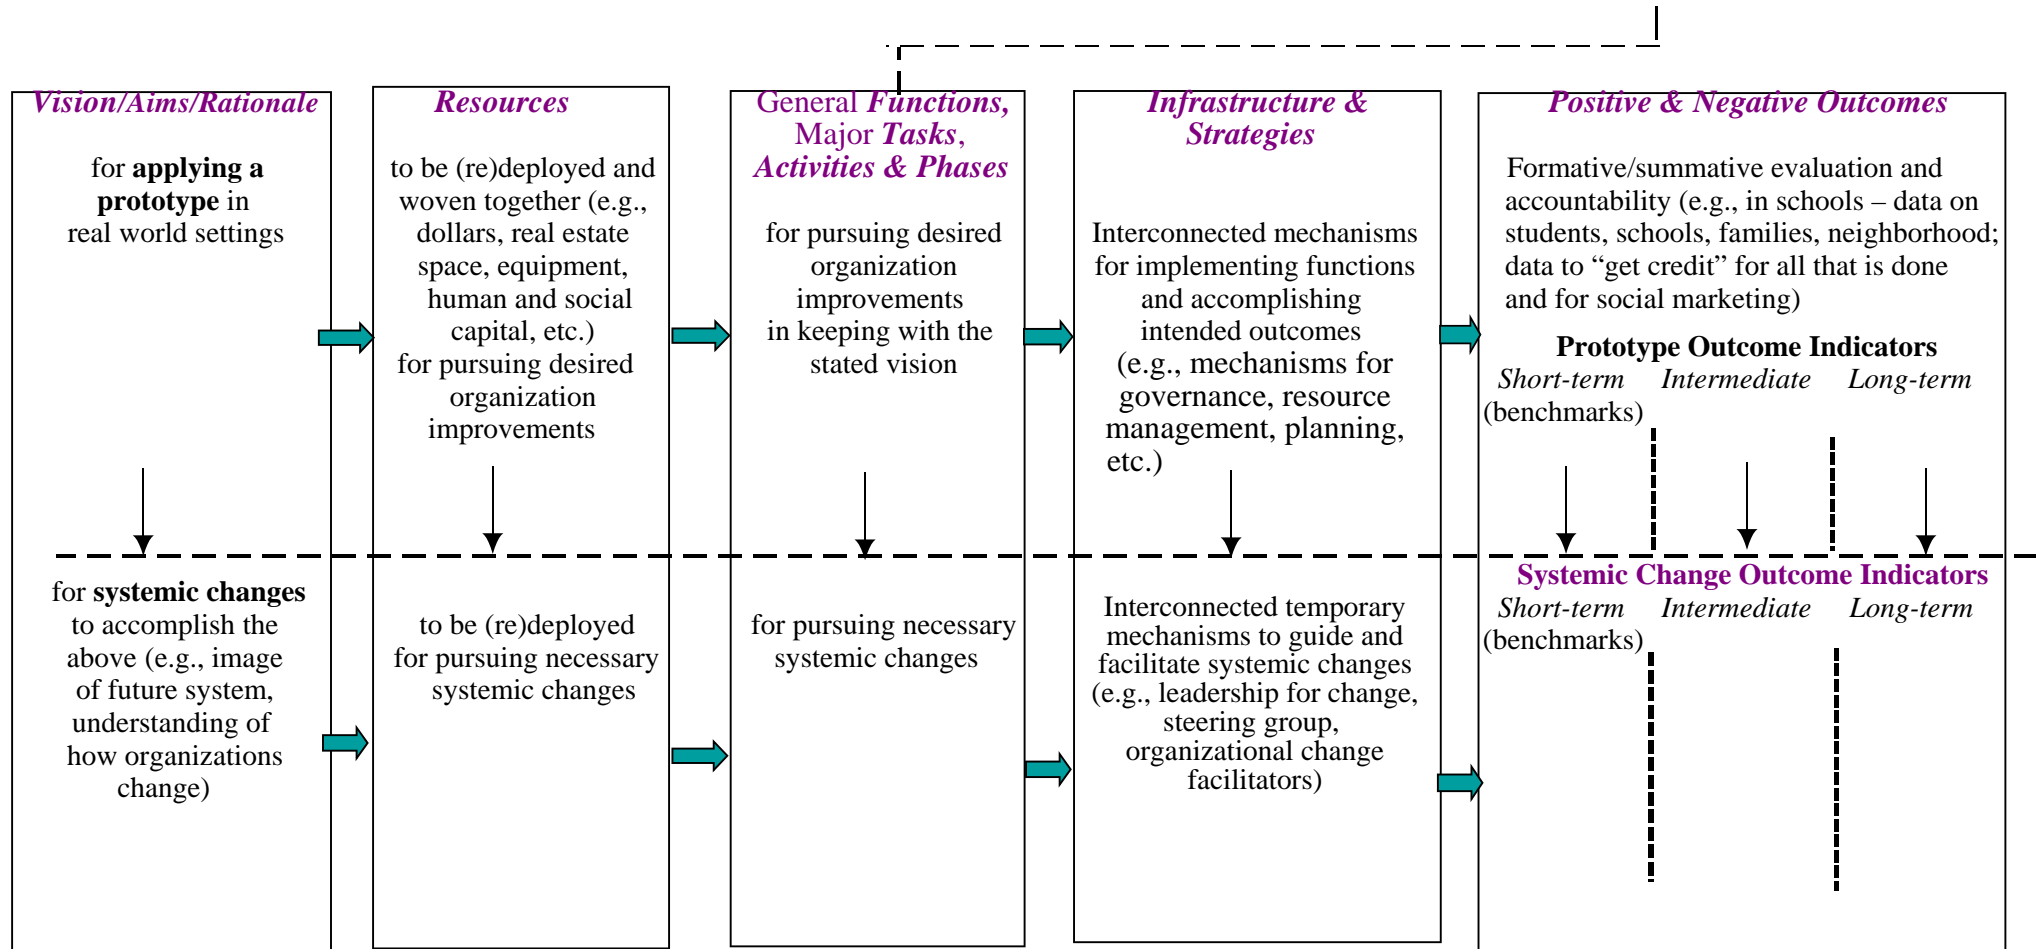 Vision/Aims/Rationale
for applying a
prototype in
real world settings
for systemic changes
to accomplish the
above (e.g., image
of future system,
understanding of
how organizations
change)
Resources
to be (re)deployed and
woven together (e.g.,
dollars, real estate
space, equipment,
human and social
capital, etc.)
for pursuing desired
organization
improvements
to be (re)deployed
for pursuing necessary
systemic changes
General Functions,
Major Tasks,
Activities & Phases
for pursuing desired
organization
improvements
in keeping with the
stated vision
for pursuing necessary
systemic changes
Infrastructure &
Strategies
Interconnected mechanisms
for implementing functions
and accomplishing
intended outcomes
(e.g., mechanisms for
governance, resource
management, planning,
etc.)
Interconnected temporary
mechanisms to guide and
facilitate systemic changes
(e.g., leadership for change,
steering group,
organizational change
facilitators)
Positive & Negative Outcomes
Formative/summative evaluation and
accountability (e.g., in schools – data on
students, schools, families, neighborhood;
data to “get credit” for all that is done
and for social marketing)
Prototype Outcome Indicators
Short-term Intermediate Long-term
(benchmarks)
Systemic Change Outcome Indicators
Short-term Intermediate Long-term
(benchmarks)